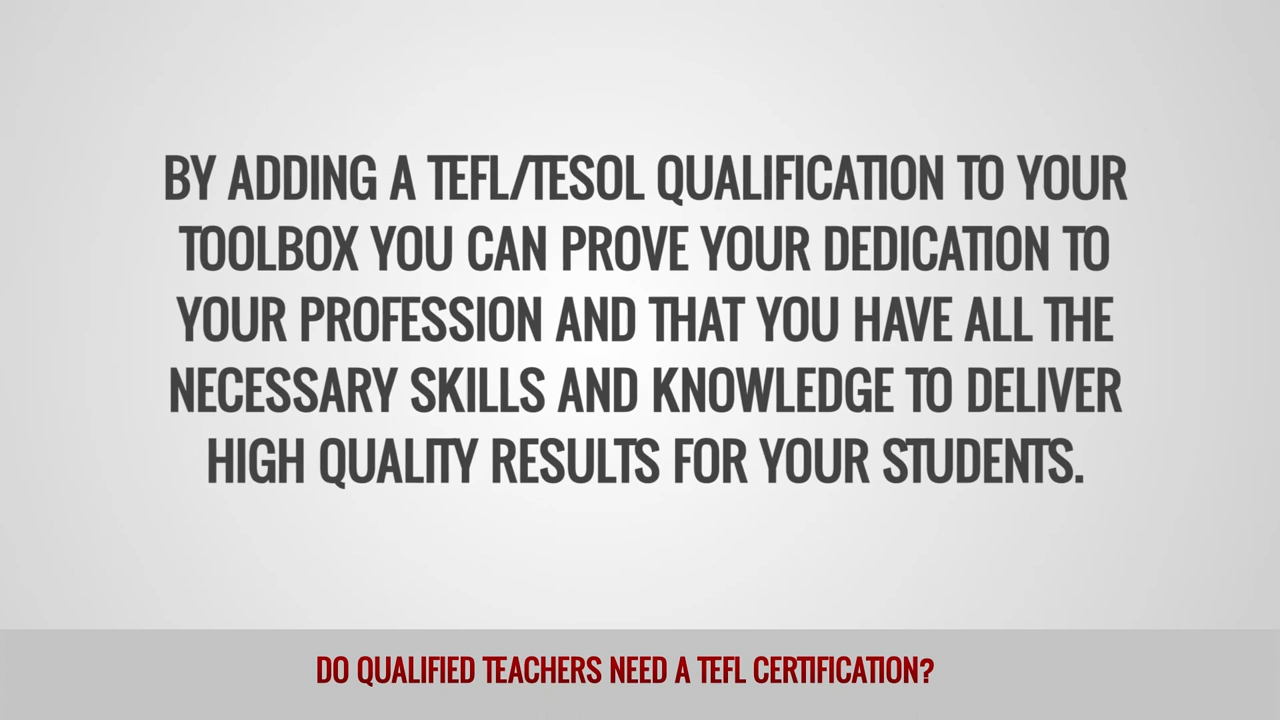 BY ADDING A TEFL/TESOL QUALIFICATION TO YOUR
TOOLBOX YOU CAN PROVE YOUR DEDICATION TO
YOUR PROFESSION AND THAT YOU HAVE ALL THE
NECESSARY SKILLS AND KNOWLEDGE TO DELIVER
HIGH QUALITY RESULTS FOR YOUR STUDENTS.
DO QUALIFIED TEACHERS NEED A TEFL CERTIFICATION?